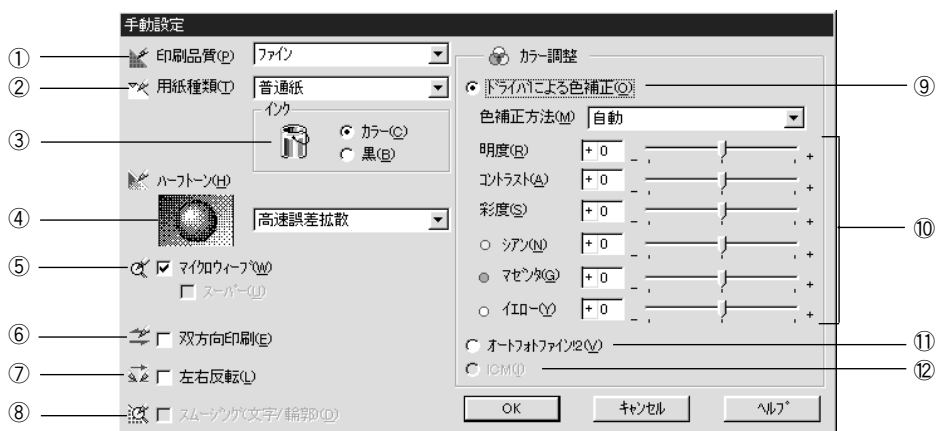 手動設定
① 印刷品質(P) ファイン
② 用紙種類(T) 普通紙
インク
③ カラー(C)
黒(B)
ハーフトーン(H)
④ 高速誤差拡散
⑤ マイクロウィーブ(W)
スーパー(U)
⑥ 双方向印刷(E)
⑦ 左右反転(L)
⑧ スムージング(文字/輪郭)(D)
カラー調整
ドライバによる色補正(O) ⑨
色補正方法(M) 自動
明度(R) + 0 - +
コントラスト(A) + 0 - +
彩度(S) + 0 - +
⑩
シアン(N) + 0 - +
マゼンタ(G) + 0 - +
イエロー(Y) + 0 - +
オートフォトファイン!2(V) ⑪
ICM(I) ⑫
OK キャンセル ヘルプ